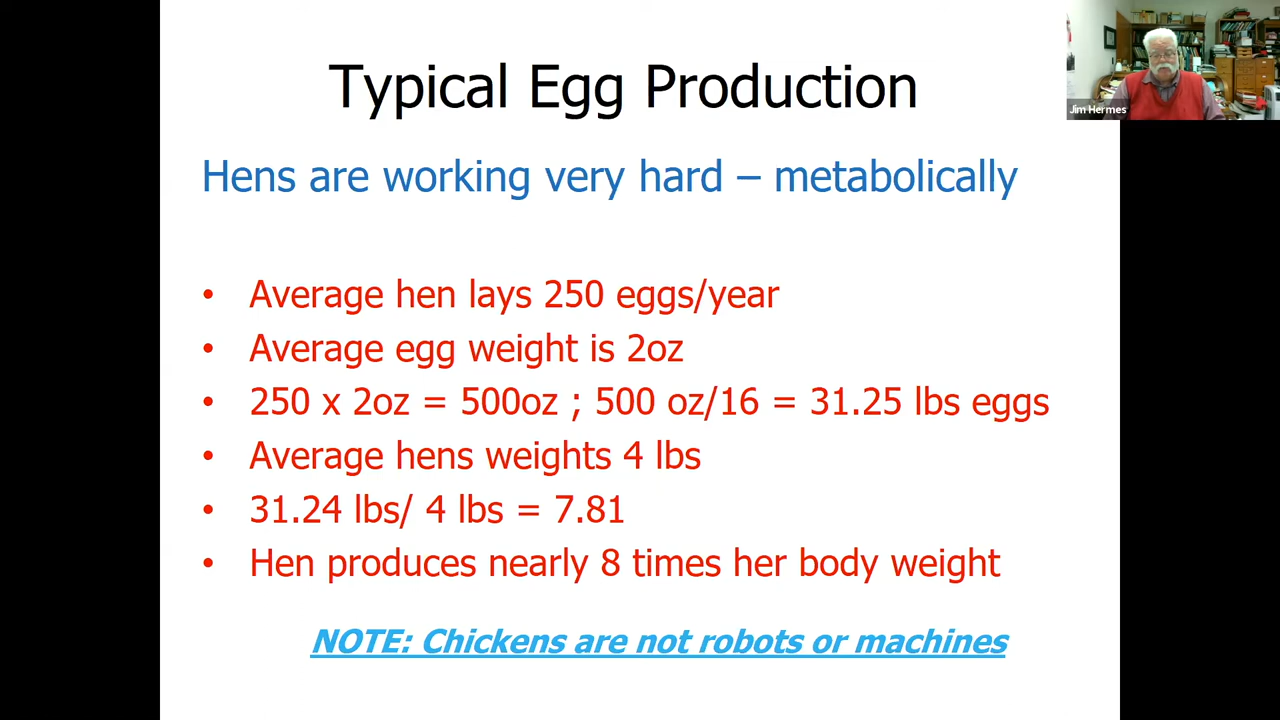 Typical Egg Production
Jim Hermes
Hens are working very hard – metabolically
• Average hen lays 250 eggs/year
• Average egg weight is 2oz
• 250 x 2oz = 500oz ; 500 oz/16 = 31.25 lbs eggs
• Average hens weights 4 lbs
• 31.24 lbs/ 4 lbs = 7.81
• Hen produces nearly 8 times her body weight
NOTE: Chickens are not robots or machines